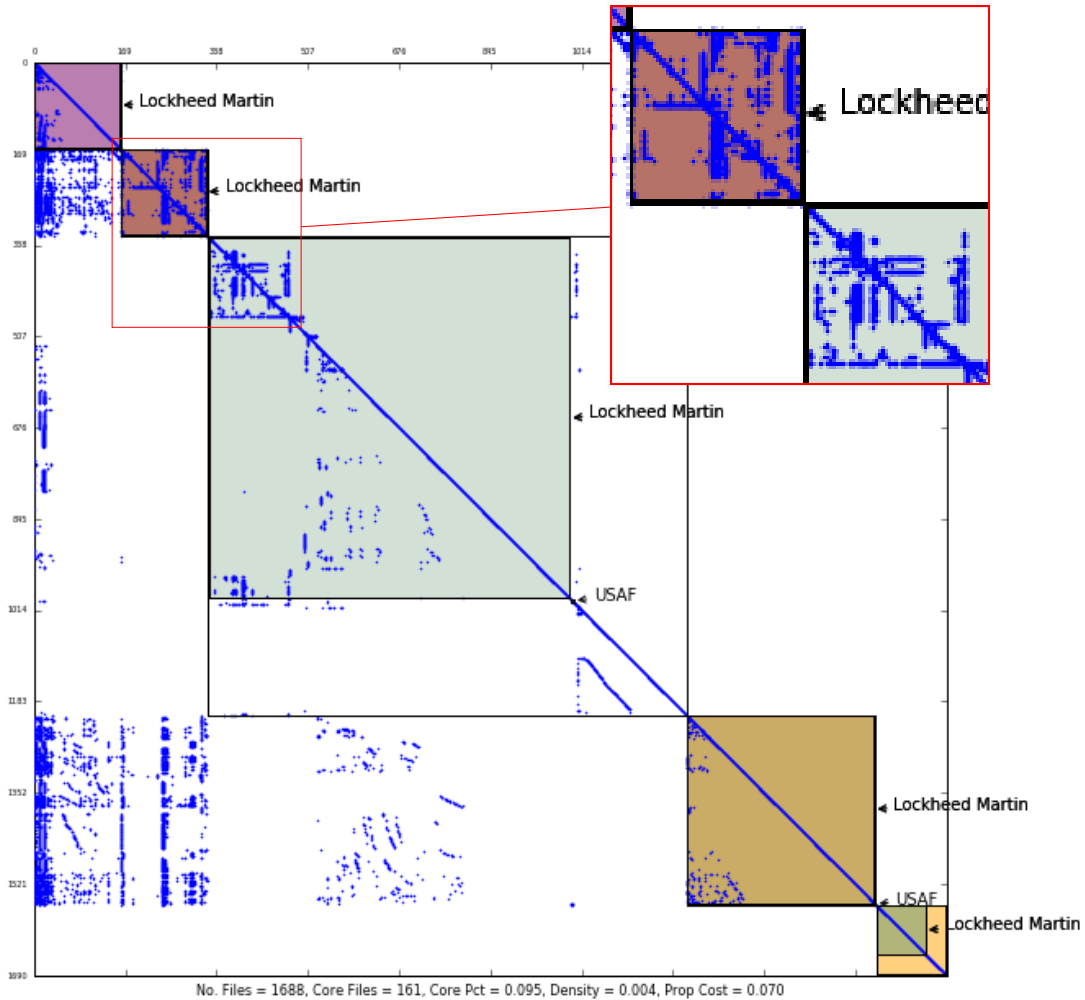 0 169 338 507 676 845 1014
0
Lockheed
Lockheed Martin
169
Lockheed Martin
338
507
Lockheed Martin
676
845
USAF
1014
1183
1352
Lockheed Martin
1521
USAF
Lockheed Martin
1690
No. Files = 1688, Core Files = 161, Core Pct = 0.095, Density = 0.004, Prop Cost = 0.070